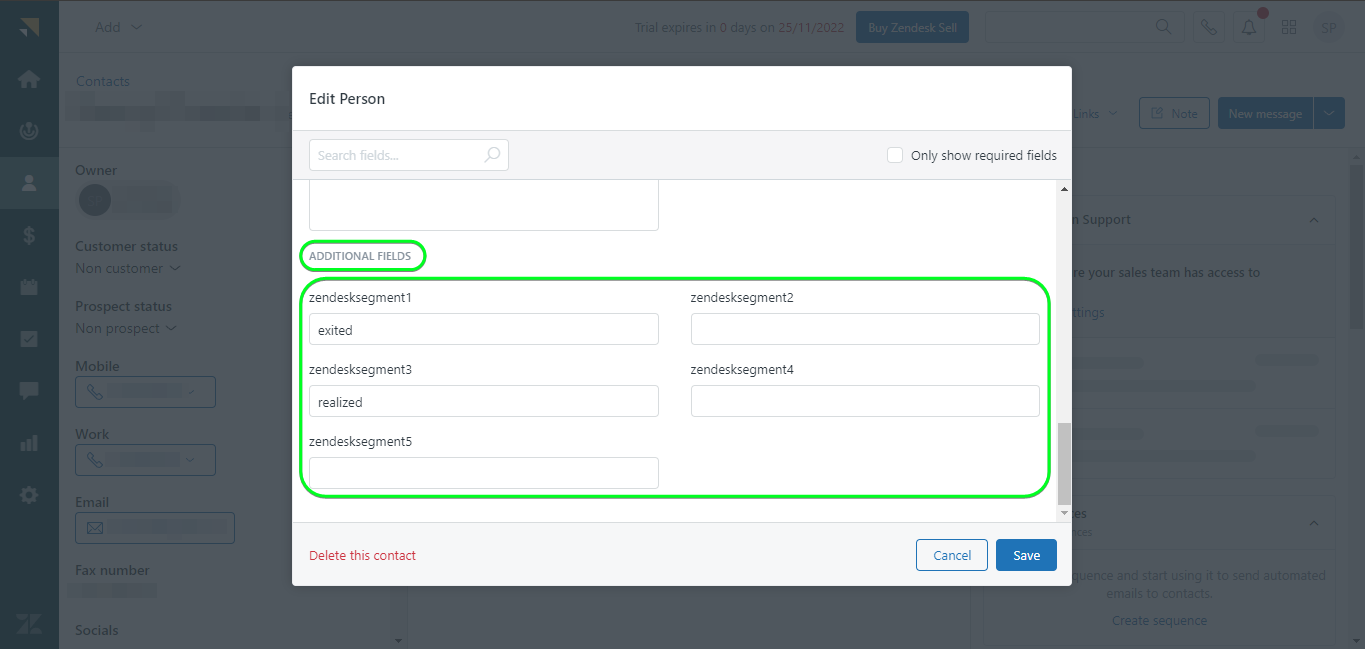 Add
Trial expires in 0 days on 25/11/2022
Buy Zendesk Sell
SP
Contacts
Links
Note
New message
Owner
Customer status
Non customer
Prospect status
Non prospect
Mobile
Work
Email
Fax number
Socials
Edit Person
Search fields...
Only show required fields
ADDITIONAL FIELDS
zendesksegment1
zendesksegment2
exited
zendesksegment3
zendesksegment4
realized
zendesksegment5
Delete this contact
Cancel
Save
Support
your sales team has access to
and start using it to send automated
emails to contacts.
Create sequence